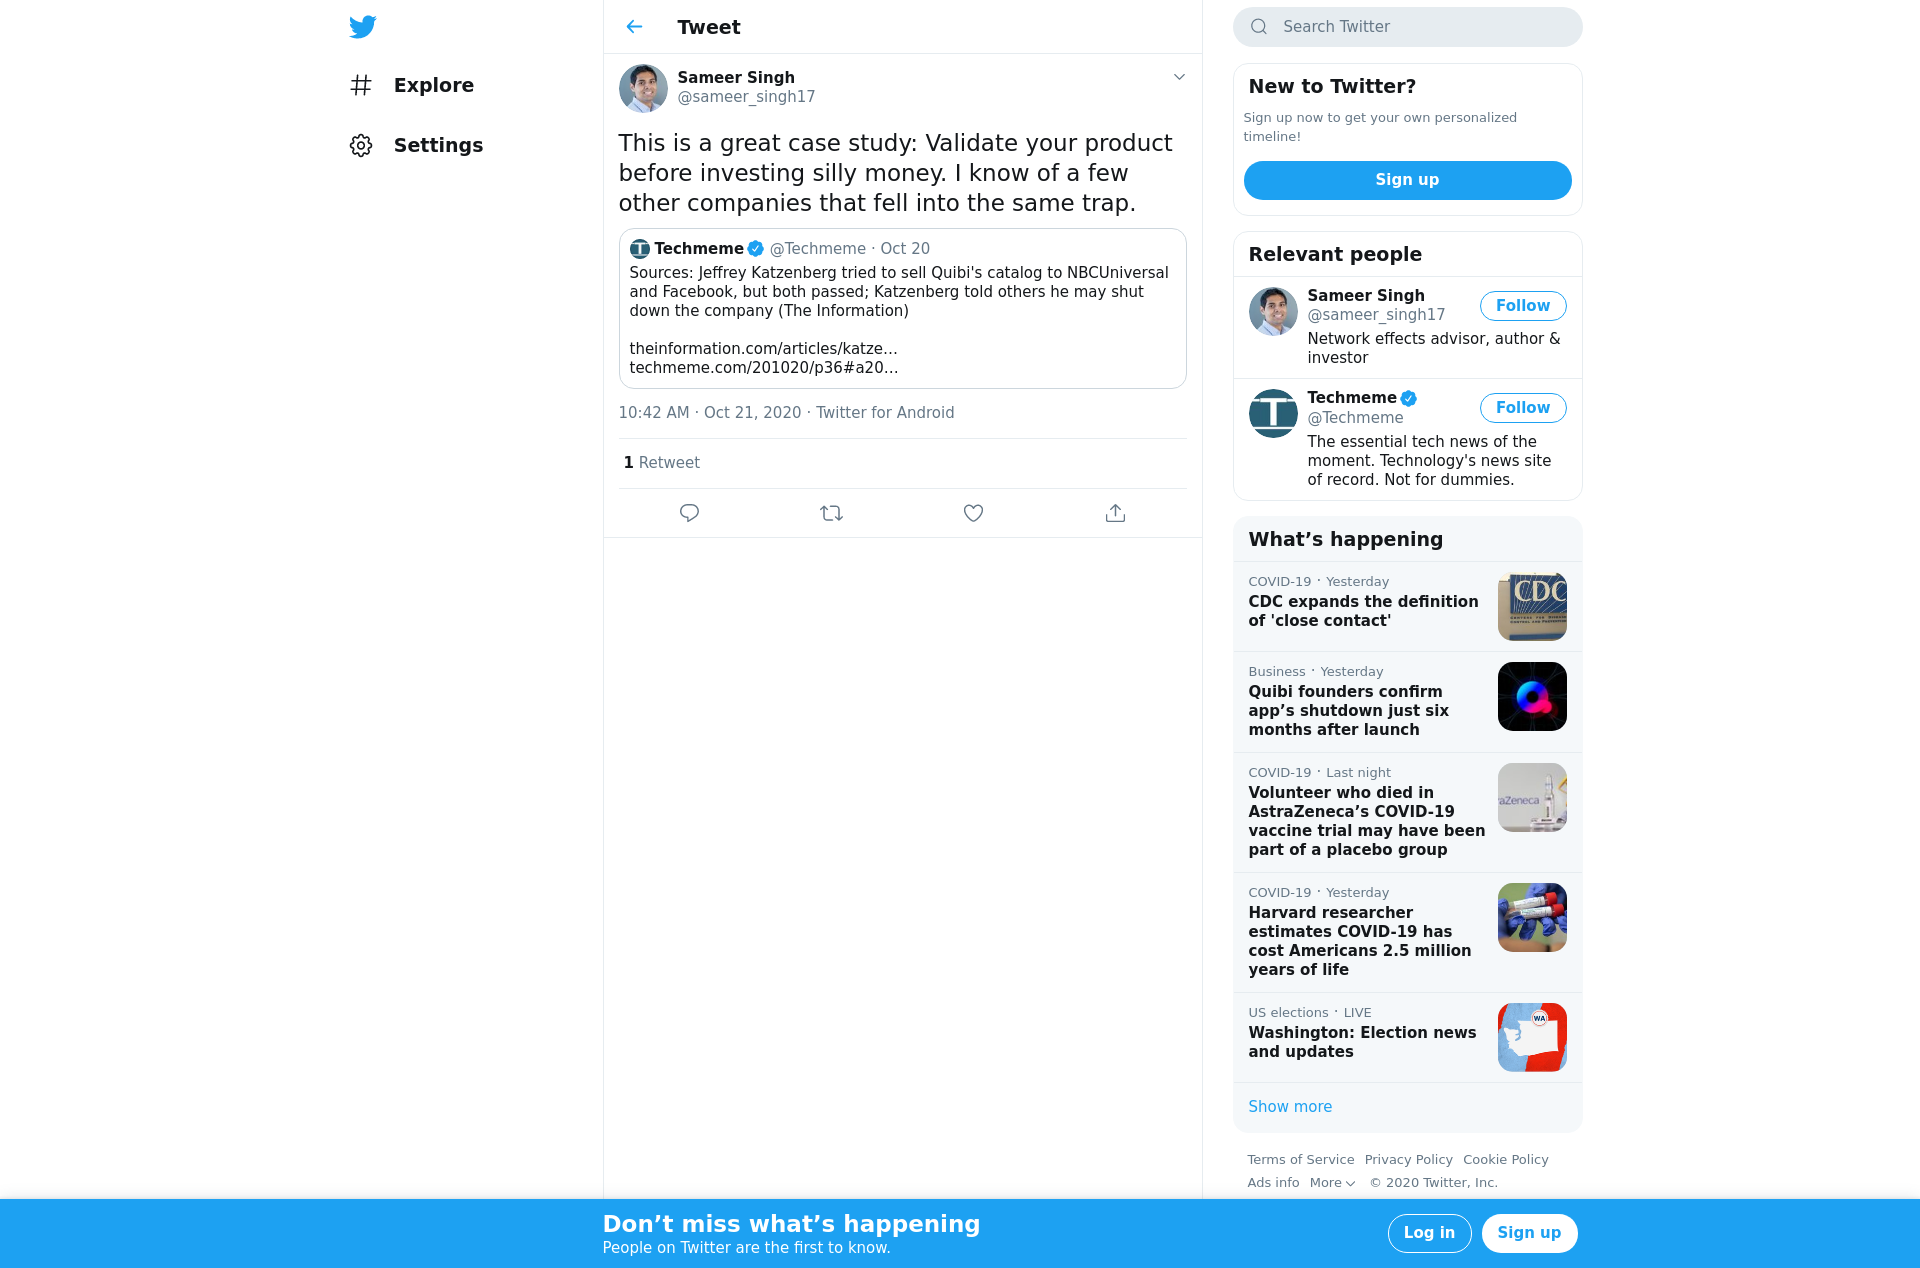 Explore
Settings
Tweet
Sameer Singh
@sameer_singh17
This is a great case study: Validate your product
before investing silly money. I know of a few
other companies that fell into the same trap.
Techmeme @Techmeme · Oct 20
Sources: Jeffrey Katzenberg tried to sell Quibi's catalog to NBCUniversal
and Facebook, but both passed; Katzenberg told others he may shut
down the company (The Information)
theinformation.com/articles/katze…
techmeme.com/201020/p36#a20…
10:42 AM · Oct 21, 2020 · Twitter for Android
1 Retweet
Search Twitter
New to Twitter?
Sign up now to get your own personalized
timeline!
Sign up
Relevant people
Sameer Singh
@sameer_singh17
Follow
Network effects advisor, author &
investor
Techmeme
@Techmeme
Follow
The essential tech news of the
moment. Technology's news site
of record. Not for dummies.
What’s happening
COVID-19 · Yesterday
CDC expands the definition
of 'close contact'
CDC
Business · Yesterday
Quibi founders confirm
app’s shutdown just six
months after launch
COVID-19 · Last night
Volunteer who died in
AstraZeneca’s COVID-19
vaccine trial may have been
part of a placebo group
raZeneca
COVID-19 · Yesterday
Harvard researcher
estimates COVID-19 has
cost Americans 2.5 million
years of life
US elections · LIVE
Washington: Election news
and updates
WA
Show more
Terms of Service Privacy Policy Cookie Policy
Ads info More © 2020 Twitter, Inc.
Don’t miss what’s happening
People on Twitter are the first to know.
Log in
Sign up